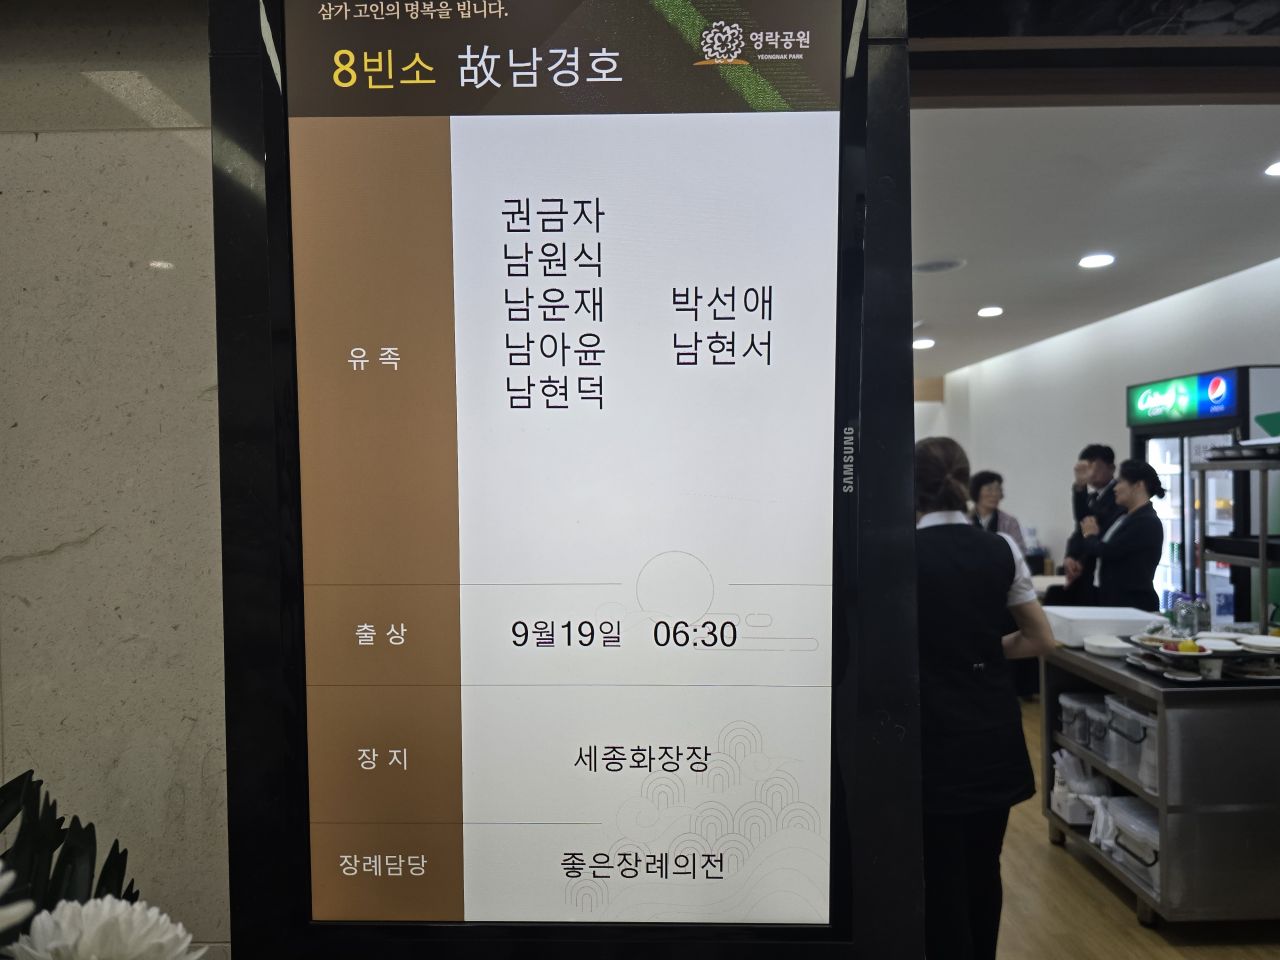 삼가 고인의 명복을 빕니다.
8빈소 故남경호
영락공원
YEONGNAK PARK
유족
권금자
남원식
남운재 박선애
남아윤 남현서
남현덕
출상
9월19일 06:30
장지
세종화장장
장례담당
좋은장례의전
SAMSUNG